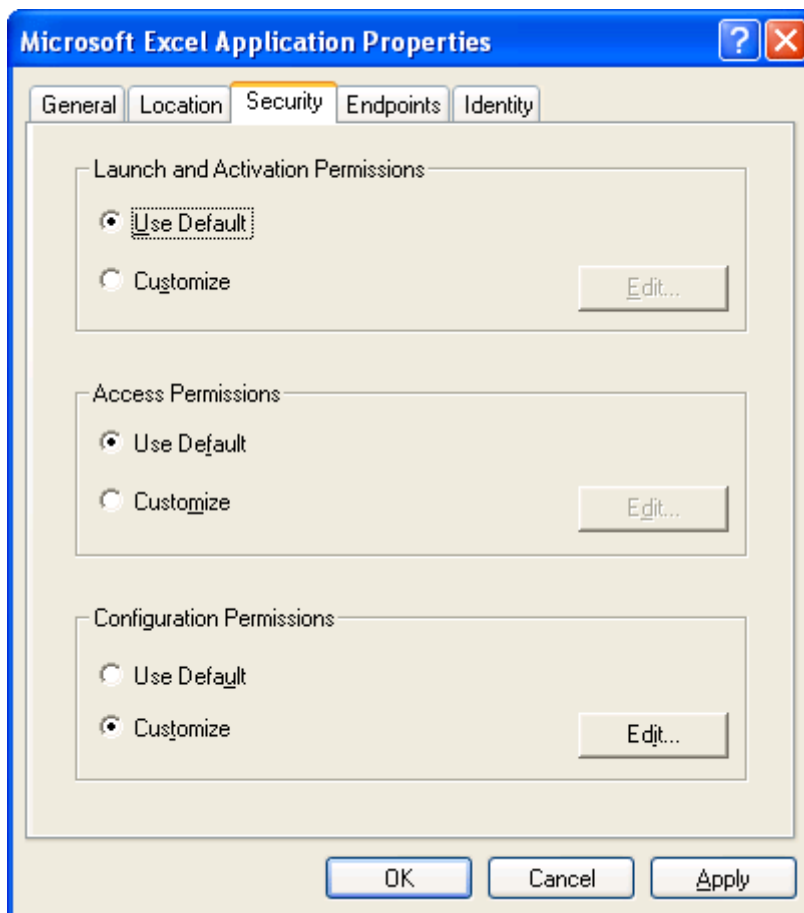 Microsoft Excel Application Properties
General Location Security Endpoints Identity
Launch and Activation Permissions
Use Default
Customize Edit...
Access Permissions
Use Default
Customize Edit...
Configuration Permissions
Use Default
Customize Edit...
OK Cancel Apply